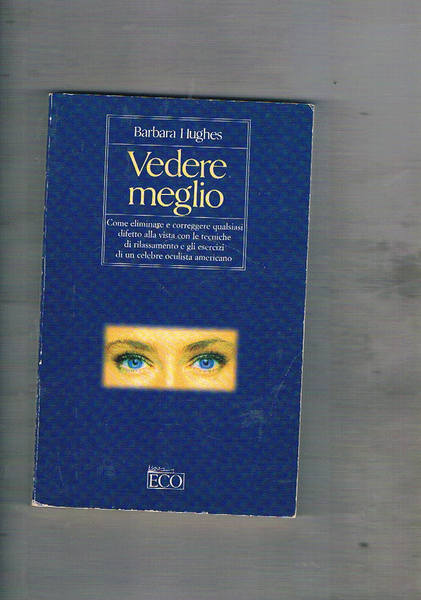 Barbara Hughes
Vedere
meglio
Come eliminare e correggere qualsiasi
difetto alla vista con le tecniche
di rilassamento e gli esercizi
di un celebre oculista americano
ECO